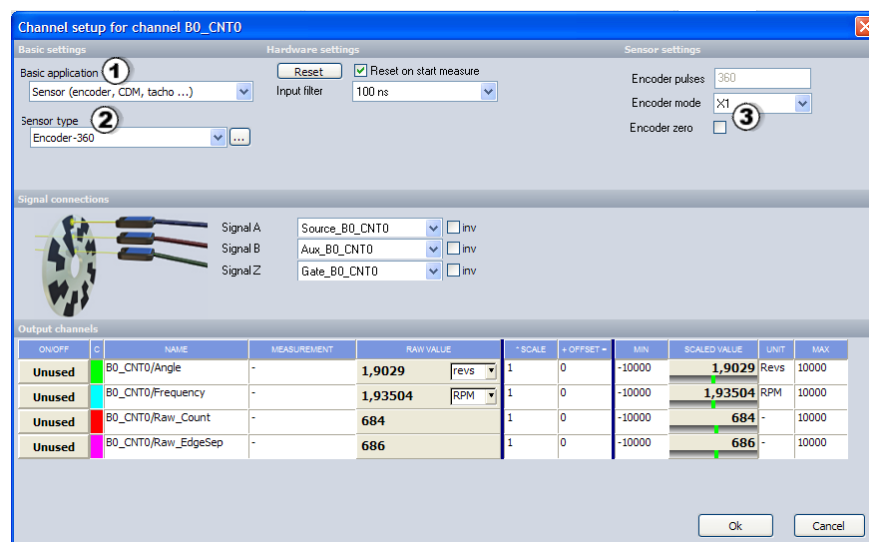 Channel setup for channel B0_CNT0
Basic settings
Hardware settings
Sensor settings
Basic application 1
Sensor (encoder, CDM, tacho ...)
Sensor type 2
Encoder-360
...
Reset
Reset on start measure
Input filter
100 ns
Encoder pulses
360
Encoder mode
X1
3
Encoder zero
Signal connections
Signal A Source_B0_CNT0 inv
Signal B Aux_B0_CNT0 inv
Signal Z Gate_B0_CNT0 inv
Output channels
ON/OFF C NAME MEASUREMENT RAW VALUE * SCALE + OFFSET = MIN SCALED VALUE UNIT MAX
Unused B0_CNT0/Angle - 1,9029 revs 1 0 -10000 1,9029 Revs 10000
Unused B0_CNT0/Frequency - 1,93504 RPM 1 0 -10000 1,93504 RPM 10000
Unused B0_CNT0/Raw_Count - 684 1 0 -10000 684 - 10000
Unused B0_CNT0/Raw_EdgeSep - 686 1 0 -10000 686 - 10000
Ok
Cancel